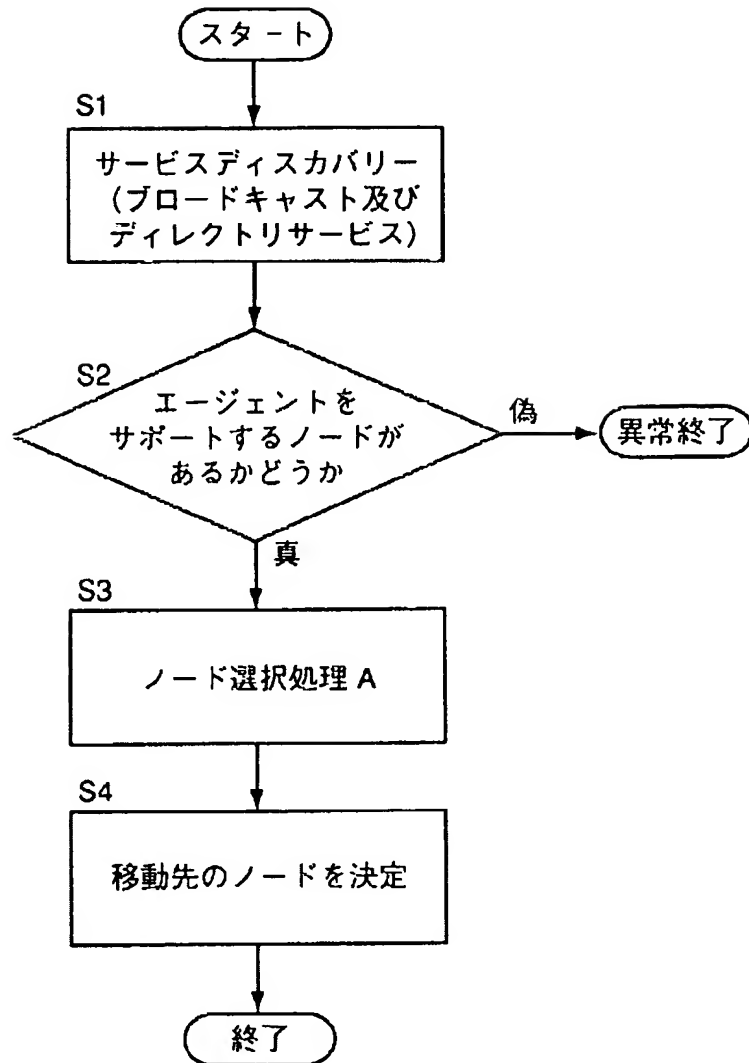 スタート
S1
サービスディスカバリー
(ブロードキャスト及び
ディレクトリサービス)
S2
エージェントを
サポートするノードが
あるかどうか
偽
異常終了
真
S3
ノード選択処理 A
S4
移動先のノードを決定
終了